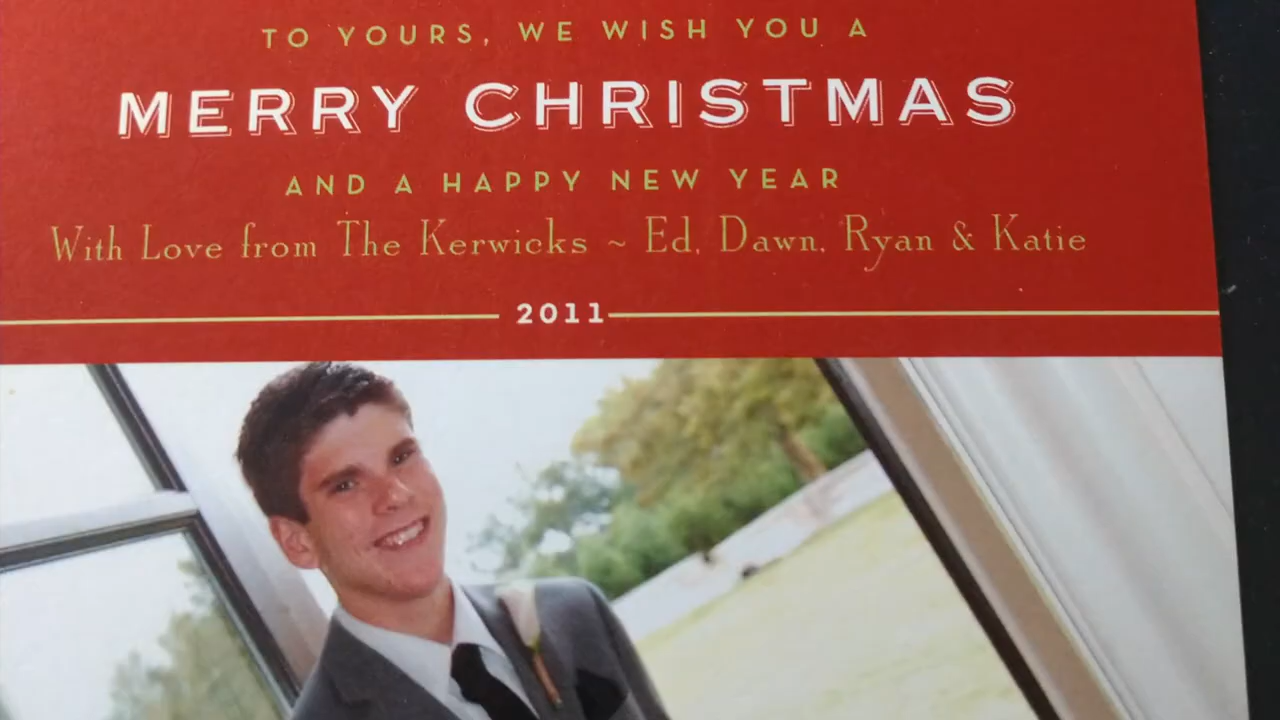 TO YOURS, WE WISH YOU A
MERRY CHRISTMAS
AND A HAPPY NEW YEAR
With Love from The Kerwicks ~ Ed, Dawn, Ryan & Katie
2011